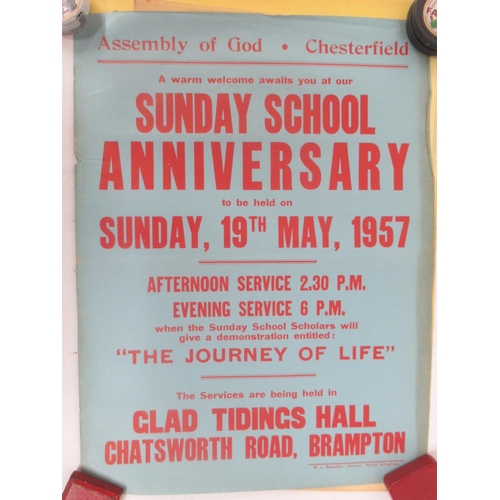 Assembly of God • Chesterfield
A warm welcome awaits you at our
SUNDAY SCHOOL
ANNIVERSARY
to be held on
SUNDAY, 19TH MAY, 1957
AFTERNOON SERVICE 2.30 P.M.
EVENING SERVICE 6 P.M.
when the Sunday School Scholars will
give a demonstration entitled:
"THE JOURNEY OF LIFE"
The Services are being held in
GLAD TIDINGS HALL
CHATSWORTH ROAD, BRAMPTON